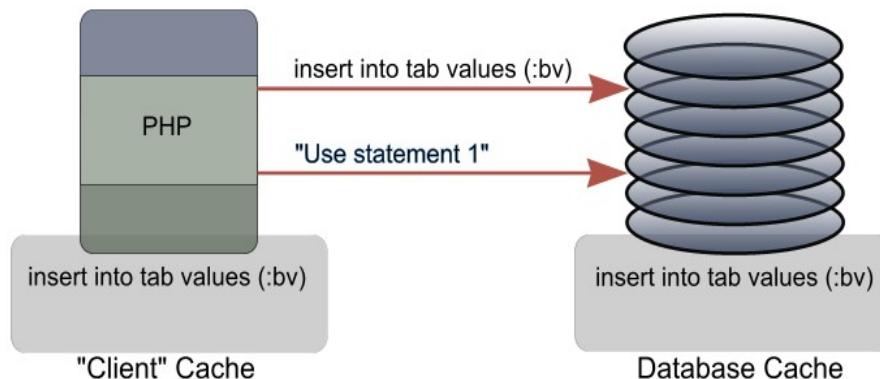 insert into tab values (:bv)
PHP
"Use statement 1"
insert into tab values (:bv)
insert into tab values (:bv)
"Client" Cache
Database Cache